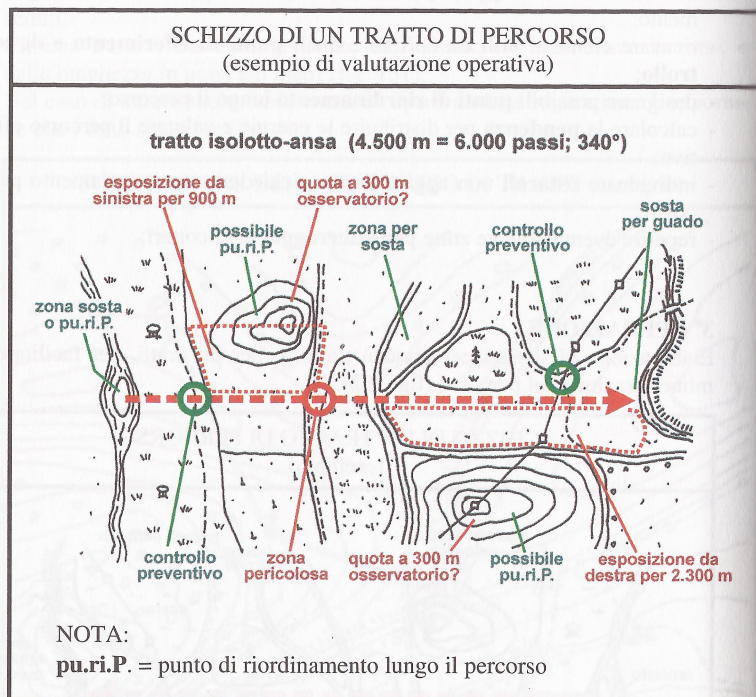 SCHIZZO DI UN TRATTO DI PERCORSO
(esempio di valutazione operativa)
tratto isolotto-ansa (4.500 m = 6.000 passi; 340°)
esposizione da
sinistra per 900 m
quota a 300 m
osservatorio?
possibile
pu.ri.P.
zona per
sosta
controllo
preventivo
sosta
per guado
zona sosta
o pu.ri.P.
controllo
preventivo
zona
pericolosa
quota a 300 m
osservatorio?
possibile
pu.ri.P.
esposizione da
destra per 2.300 m
NOTA:
pu.ri.P. = punto di riordinamento lungo il percorso